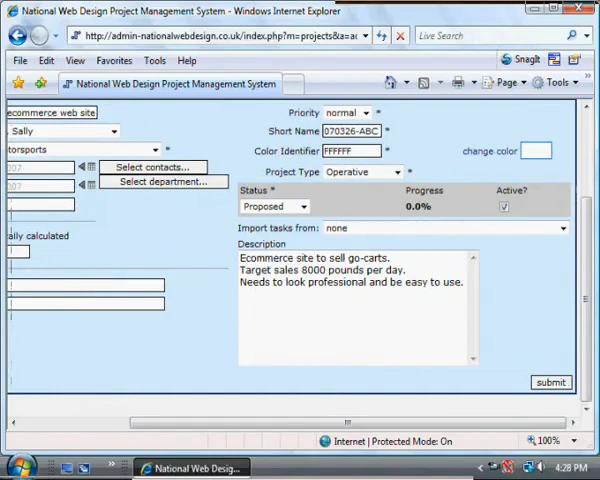 National Web Design Project Management System - Windows Internet Explorer
http://admin-nationalwebdesign.co.uk/index.php?m=projects&a=ac
Live Search
File Edit View Favorites Tools Help
SnagIt
National Web Design Project Management System
Page Tools
ecommerce web site
Priority normal *
Sally
Short Name 070326-ABC *
otorsports *
Color Identifier FFFFFF * change color
007 Select contacts...
Project Type Operative *
007 Select department...
Status * Progress Active?
Proposed 0.0%
Import tasks from: none
ally calculated
Description
Ecommerce site to sell go-carts.
Target sales 8000 pounds per day.
Needs to look professional and be easy to use.
submit
Internet | Protected Mode: On 100%
National Web Desig... 4:28 PM